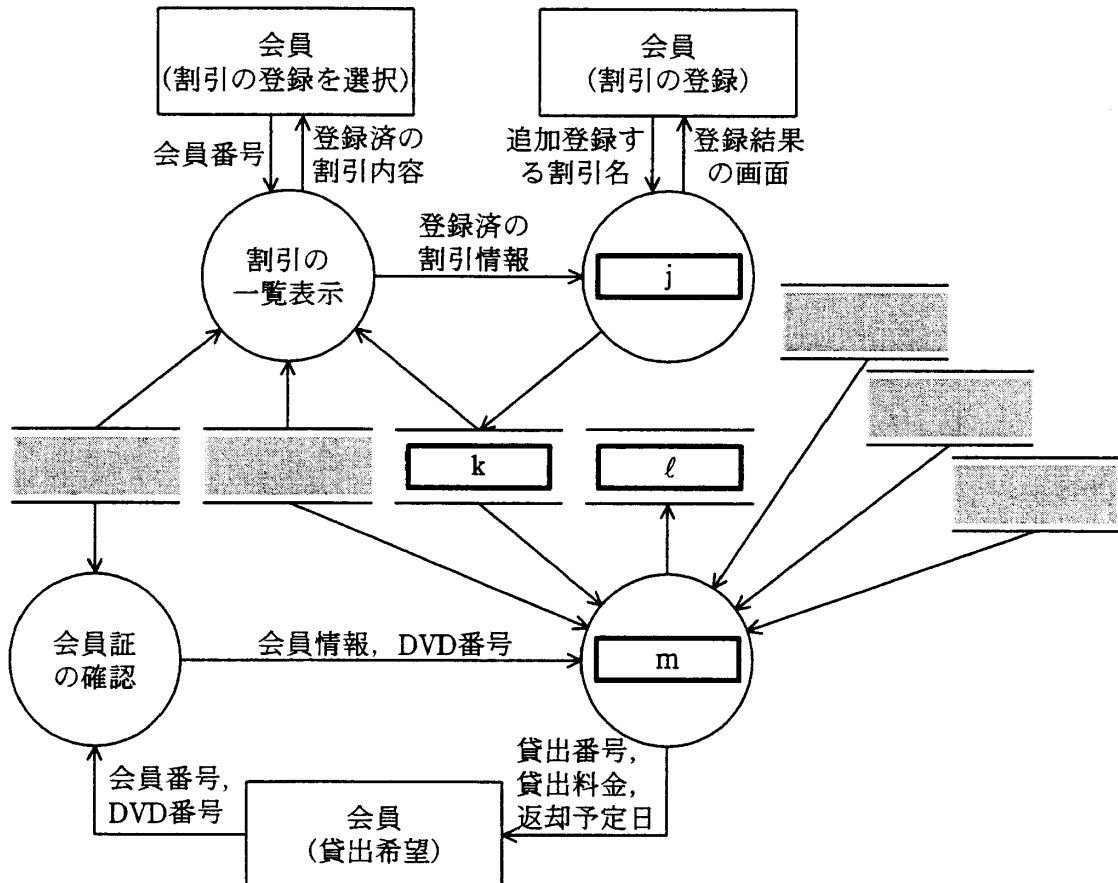 会員
(割引の登録を選択)
会員
(割引の登録)
会員番号
登録済の
割引内容
追加登録す
る割引名
登録結果
の画面
割引の
一覧表示
登録済の
割引情報
j
k
ℓ
会員証
の確認
会員情報，DVD番号
m
会員番号，
DVD番号
貸出番号，
貸出料金，
返却予定日
会員
(貸出希望)